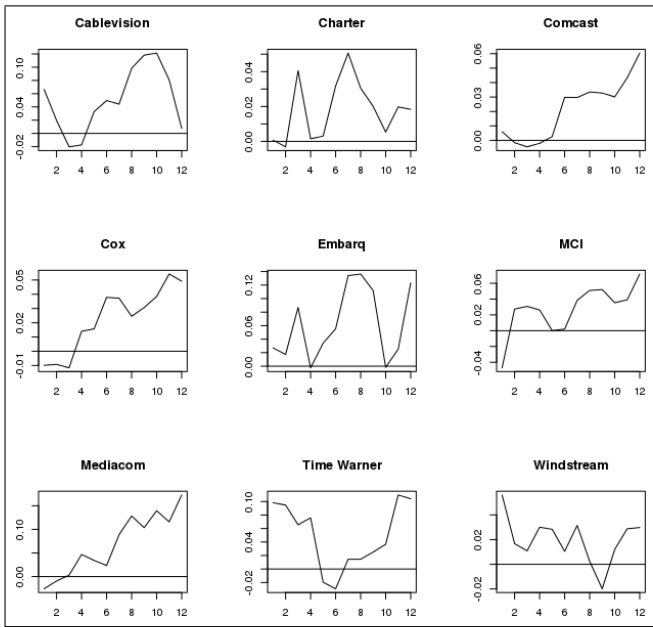 Cablevision
0.10
0.04
-0.02
2 4 6 8 10 12
Charter
0.04
0.02
0.00
2 4 6 8 10 12
Comcast
0.06
0.03
0.00
2 4 6 8 10 12
Cox
0.05
0.02
-0.01
2 4 6 8 10 12
Embarq
0.12
0.06
0.00
2 4 6 8 10 12
MCI
0.06
0.02
-0.04
2 4 6 8 10 12
Mediacom
0.10
0.00
2 4 6 8 10 12
Time Warner
0.10
0.04
-0.02
2 4 6 8 10 12
Windstream
0.02
-0.02
2 4 6 8 10 12